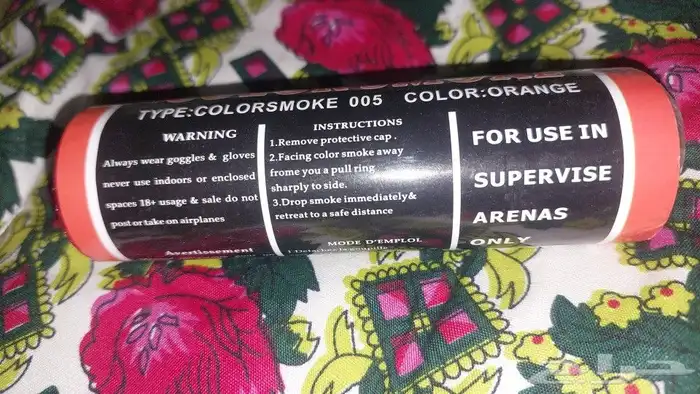 TYPE:COLORSMOKE 005 COLOR:ORANGE
WARNING
Always wear goggles & gloves
never use indoors or enclosed
spaces 18+ usage & sale do not
post or take on airplanes
Avertissement
INSTRUCTIONS
1.Remove protective cap .
2.Facing color smoke away
frome you a pull ring
sharply to side.
3.Drop smoke immediately&
retreat to a safe distance
MODE D'EMPLOL
FOR USE IN
SUPERVISE
ARENAS
ONLY
حراج